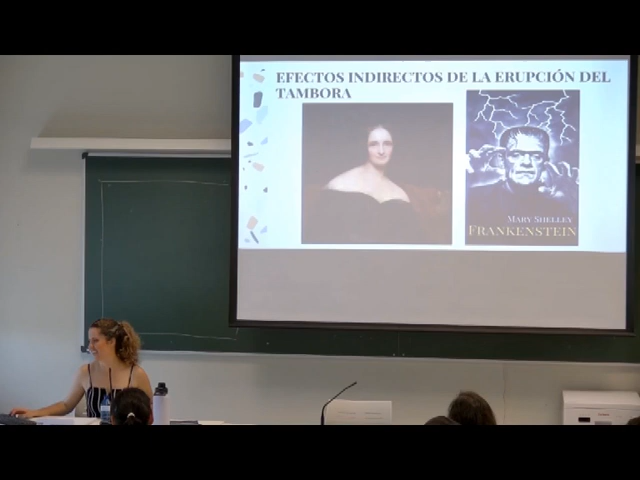 EFECTOS INDIRECTOS DE LA ERUPCIÓN DEL
TAMBORA
MARY SHELLEY
FRANKENSTEIN